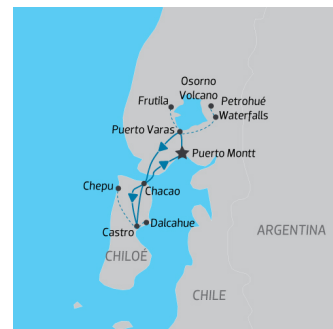 Osorno
Volcano
Frutila
Petrohué
Waterfalls
Puerto Varas
Puerto Montt
Chepu
Chacao
Dalcahue
Castro
ARGENTINA
CHILOÉ
CHILE